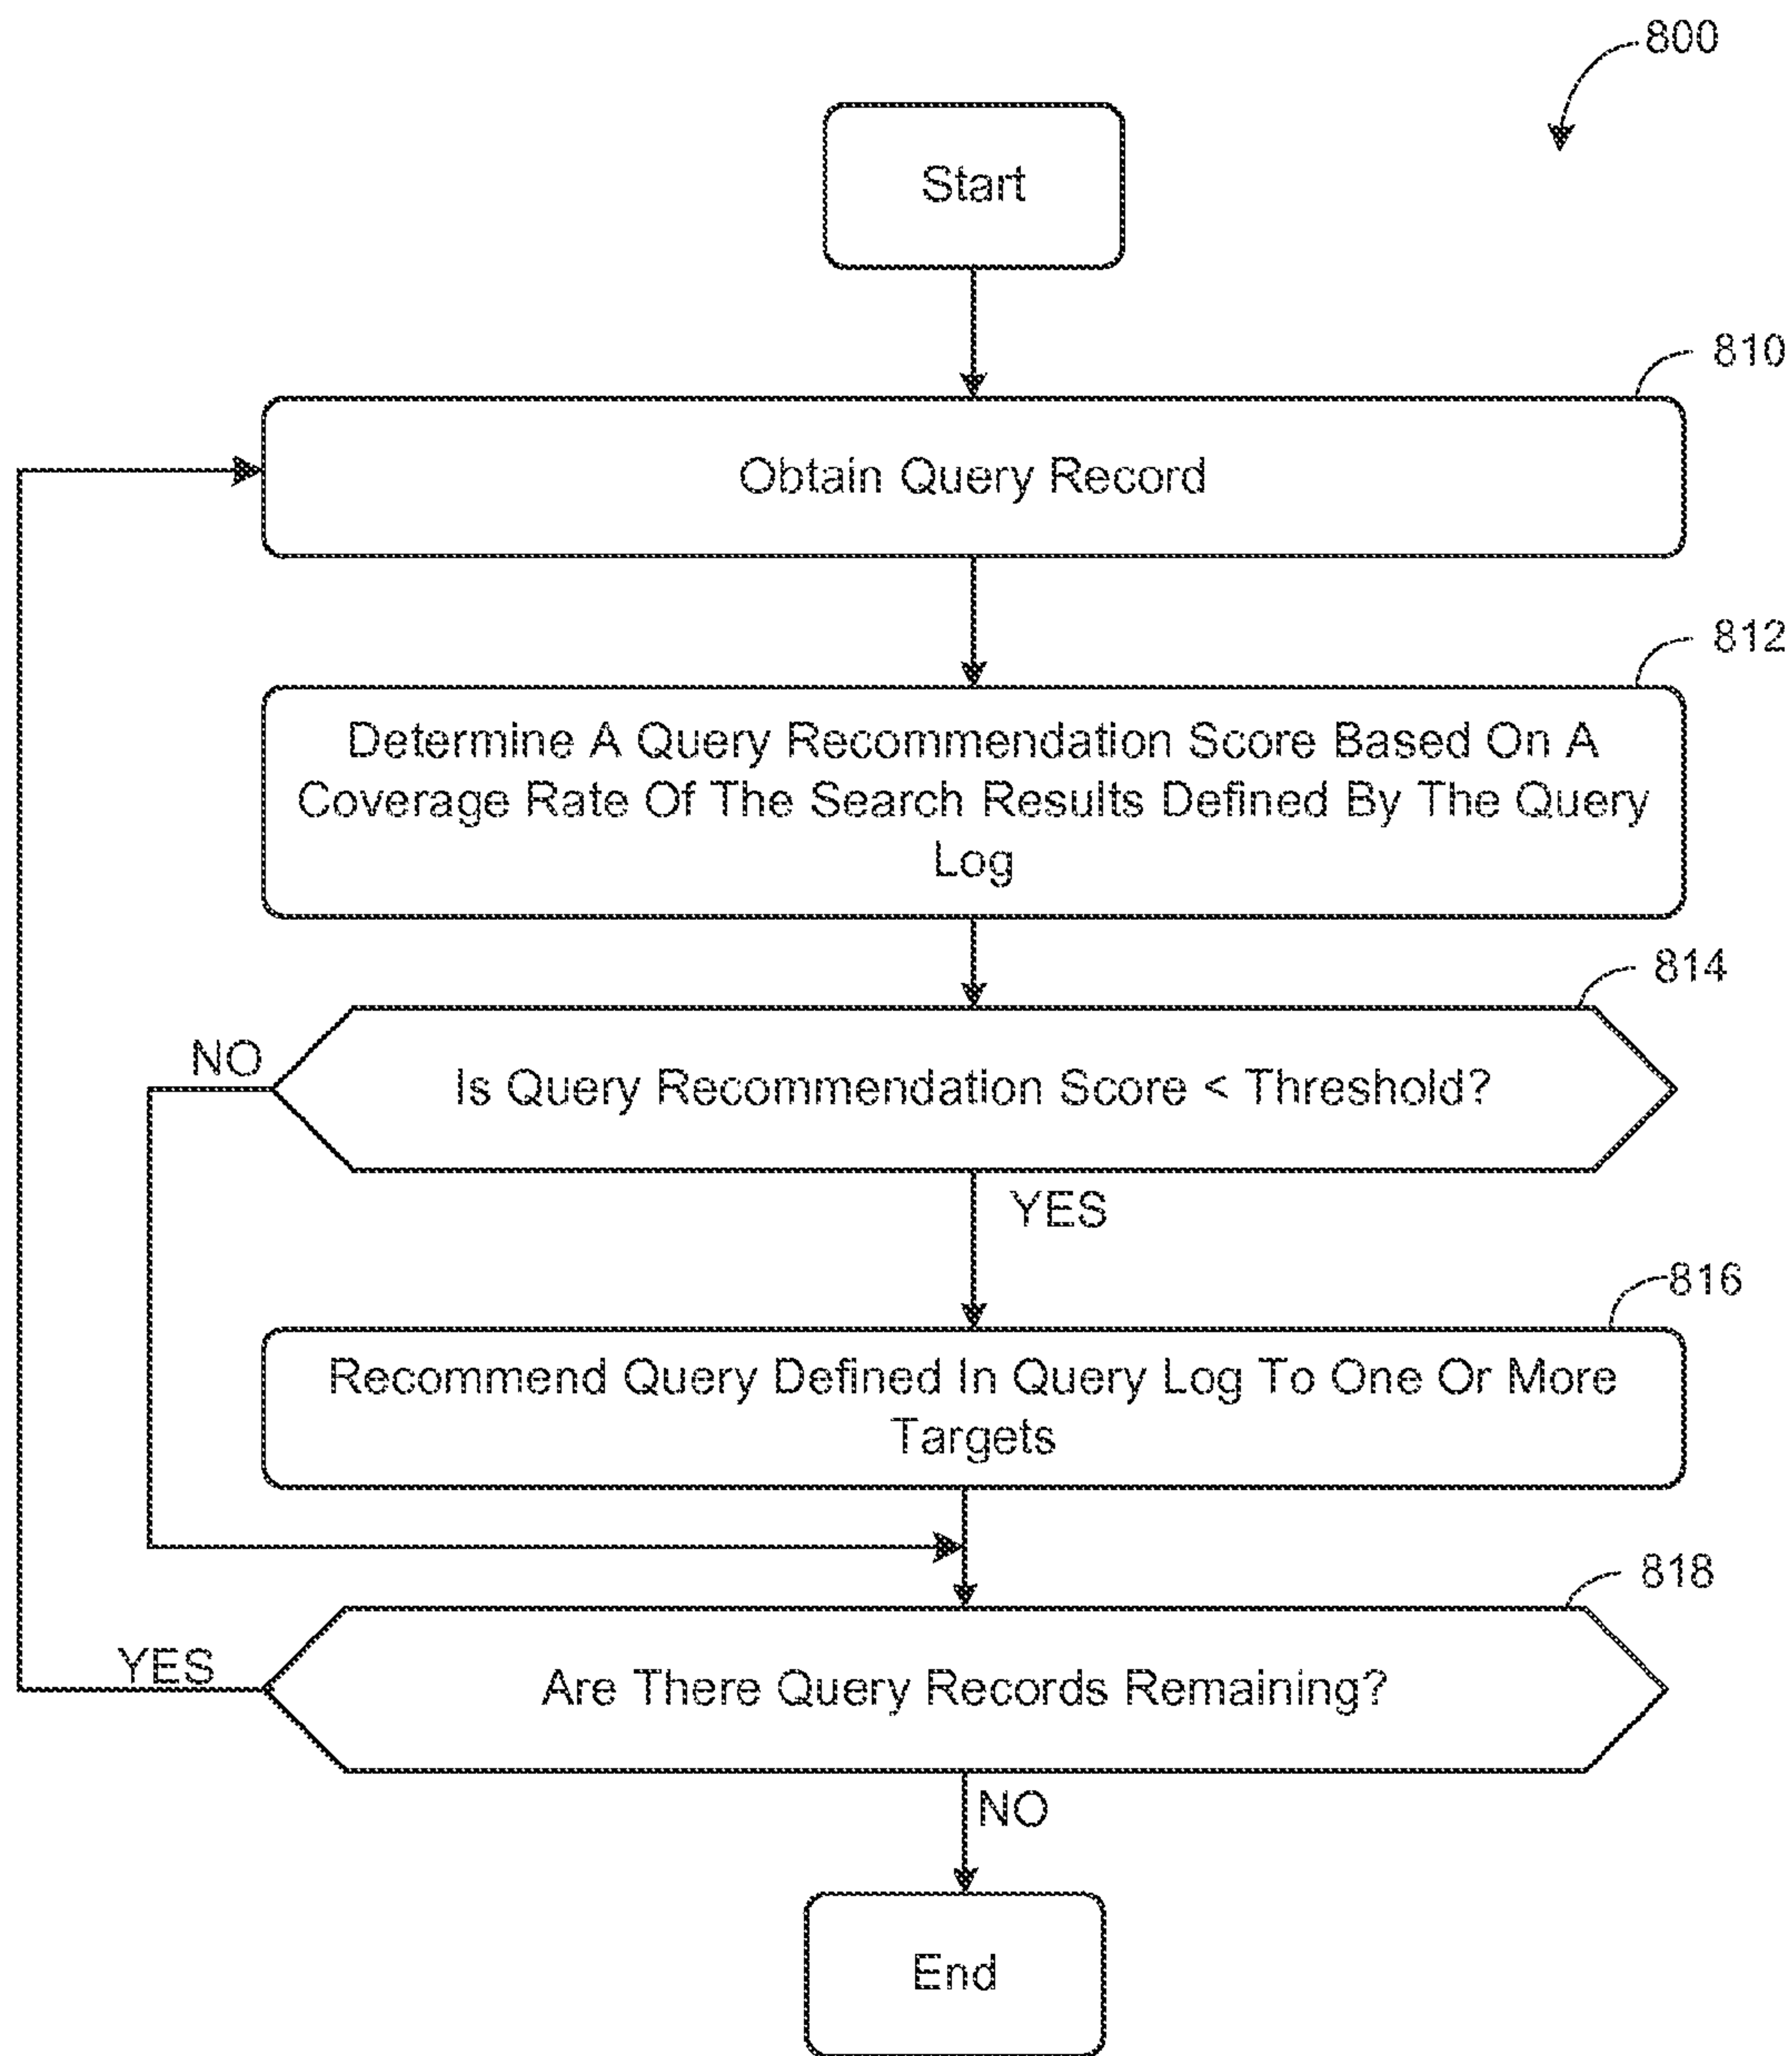 800
Start
810
Obtain Query Record
812
Determine A Query Recommendation Score Based On A
Coverage Rate Of The Search Results Defined By The Query
Log
814
NO
Is Query Recommendation Score < Threshold?
YES
816
Recommend Query Defined In Query Log To One Or More
Targets
818
YES
Are There Query Records Remaining?
NO
End